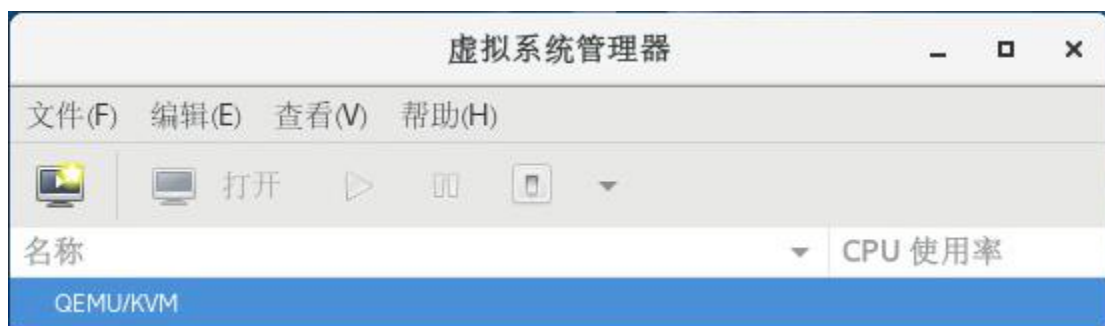 虚拟系统管理器
文件(F) 编辑(E) 查看(V) 帮助(H)
打开
名称 CPU 使用率
QEMU/KVM